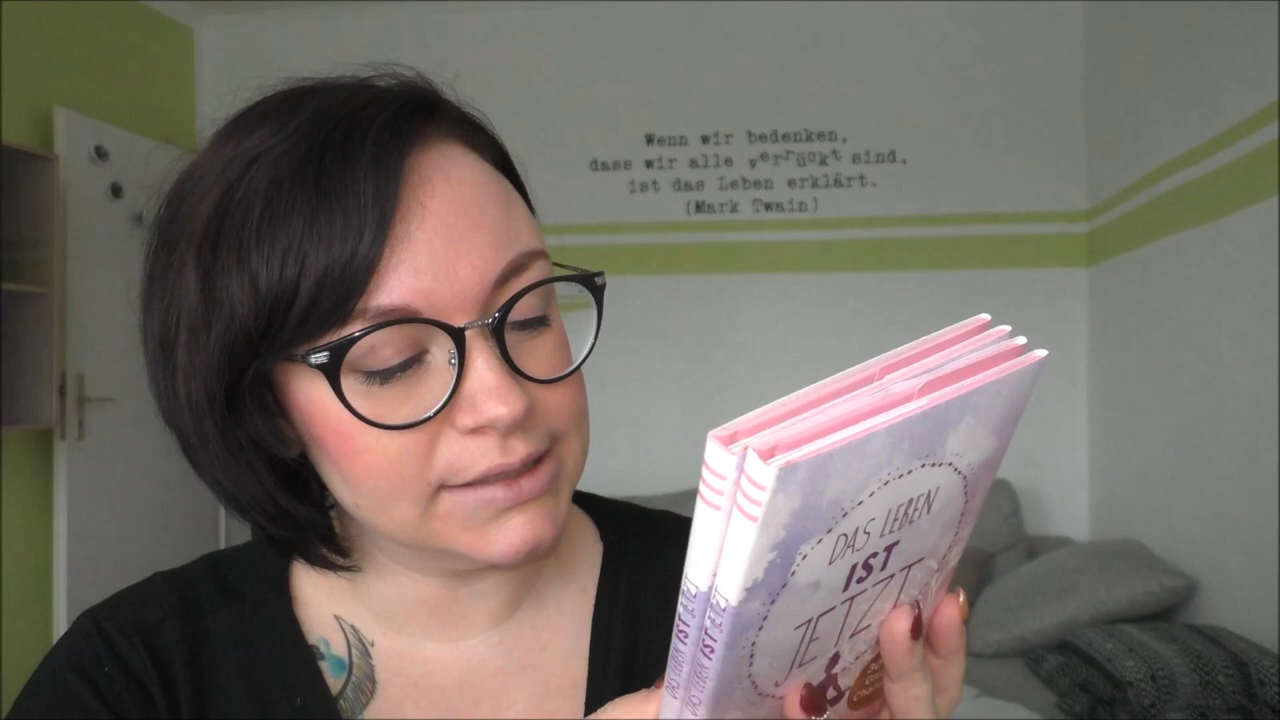 Wenn wir bedenken,
dass wir alle verrückt sind,
ist das Leben erklärt.
(Mark Twain)
DAS LEBEN
IST
JETZT
&
DAS LEBEN IST JETZT
DAS LEBEN IST JETZT